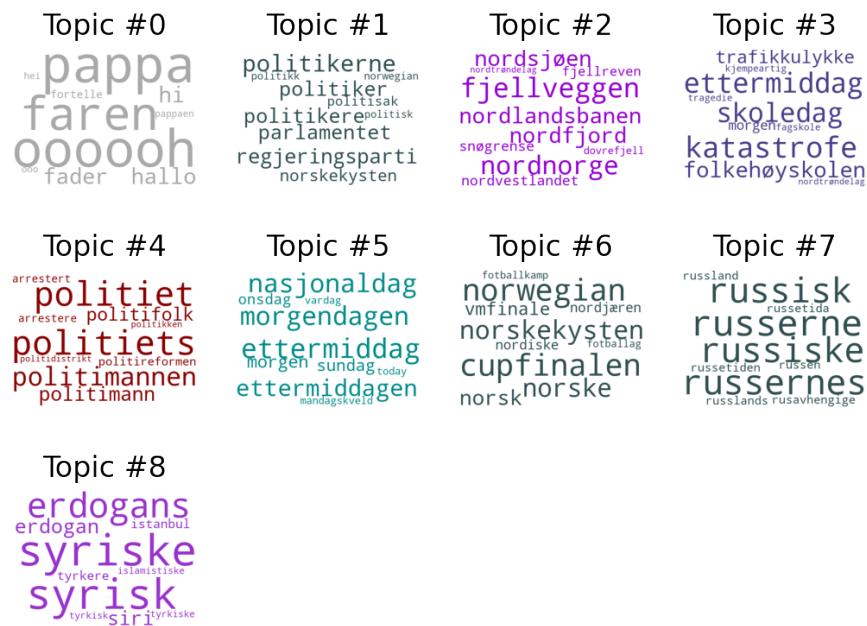 Topic #0
pappa
hei
fortelle
hi
faren
pappaen
oooooh
ooo
fader
hallo
Topic #1
politikerne
politikk
norwegian
politiker
politisak
politikere
politisk
parlamentet
regjeringsparti
norskekysten
Topic #2
nordsjøen
nordtrøndelag
fjellreven
fjellveggen
nordlandsbanen
nordfjord
snøgrense
dovrefjell
nordnorge
nordvestlandet
Topic #3
trafikkulykke
kjempeartig
ettermiddag
tragedie
skoledag
morgen
fagskole
katastrofe
folkehøyskolen
nordtrøndelag
Topic #4
arrestert
politiet
politifolk
arrestere
politikken
politiets
politidistrikt
politireformen
politimannen
politimann
Topic #5
nasjonaldag
onsdag
vardag
morgendagen
ettermiddag
morgen
sundag
today
ettermiddagen
mandagskveld
Topic #6
fotballkamp
norwegian
vmfinale
nordjæren
norskekysten
nordiske
fotballag
cupfinalen
norske
norsk
Topic #7
russland
russisk
russetida
russerne
russiske
russetiden
russen
russernes
russlands
rusavhengige
Topic #8
erdogans
erdogan
istanbul
syriske
tyrkere
islamistiske
syrisk
tyrkisk
siri
tyrkiske